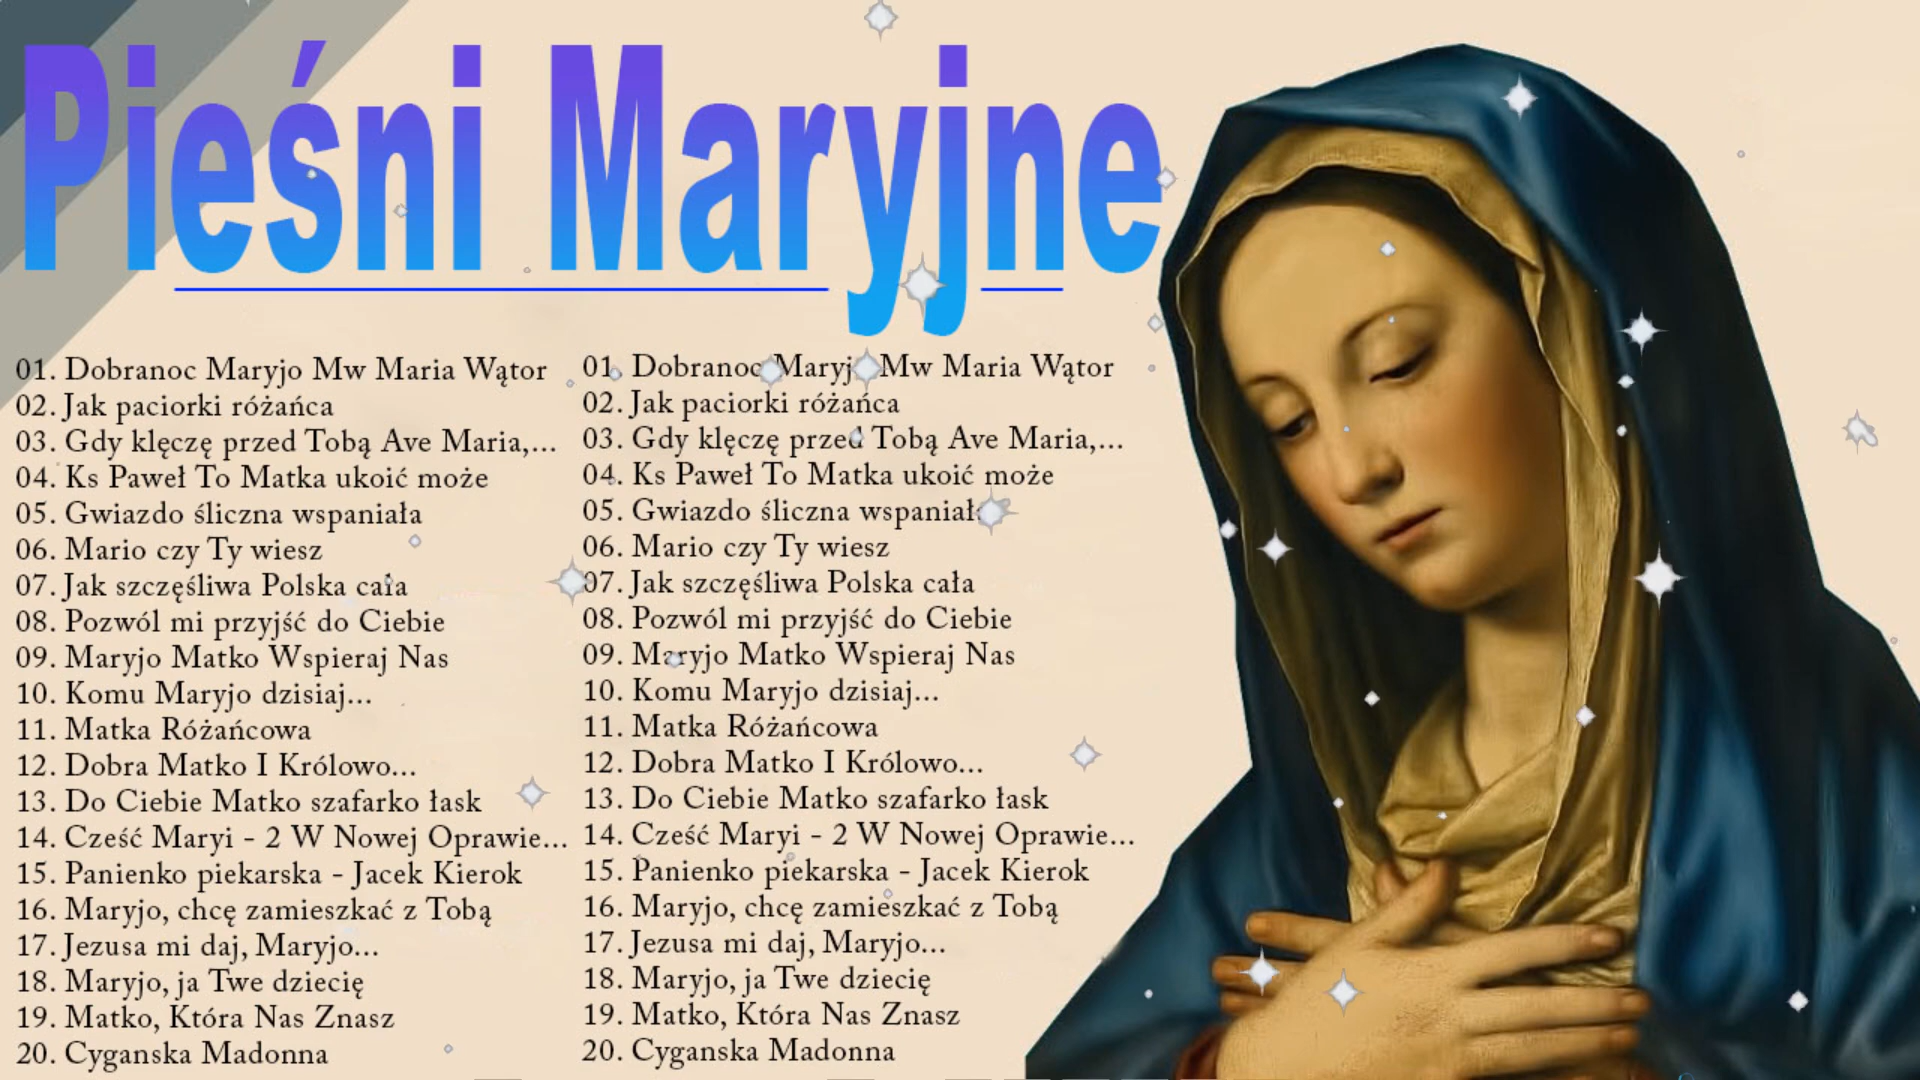 Pieśni Maryjne
01. Dobranoc Maryjo Mw Maria Wątor
02. Jak paciorki różańca
03. Gdy klęczę przed Tobą Ave Maria,...
04. Ks Paweł To Matka ukoić może
05. Gwiazdo śliczna wspaniała
06. Mario czy Ty wiesz
07. Jak szczęśliwa Polska cała
08. Pozwól mi przyjść do Ciebie
09. Maryjo Matko Wspieraj Nas
10. Komu Maryjo dzisiaj...
11. Matka Różańcowa
12. Dobra Matko I Królowo...
13. Do Ciebie Matko szafarko łask
14. Cześć Maryi - 2 W Nowej Oprawie...
15. Panienko piekarska - Jacek Kierok
16. Maryjo, chcę zamieszkać z Tobą
17. Jezusa mi daj, Maryjo...
18. Maryjo, ja Twe dziecię
19. Matko, Która Nas Znasz
20. Cyganska Madonna
01. Dobranoc Maryjo Mw Maria Wątor
02. Jak paciorki różańca
03. Gdy klęczę przed Tobą Ave Maria,...
04. Ks Paweł To Matka ukoić może
05. Gwiazdo śliczna wspaniała
06. Mario czy Ty wiesz
07. Jak szczęśliwa Polska cała
08. Pozwól mi przyjść do Ciebie
09. Maryjo Matko Wspieraj Nas
10. Komu Maryjo dzisiaj...
11. Matka Różańcowa
12. Dobra Matko I Królowo...
13. Do Ciebie Matko szafarko łask
14. Cześć Maryi - 2 W Nowej Oprawie...
15. Panienko piekarska - Jacek Kierok
16. Maryjo, chcę zamieszkać z Tobą
17. Jezusa mi daj, Maryjo...
18. Maryjo, ja Twe dziecię
19. Matko, Która Nas Znasz
20. Cyganska Madonna